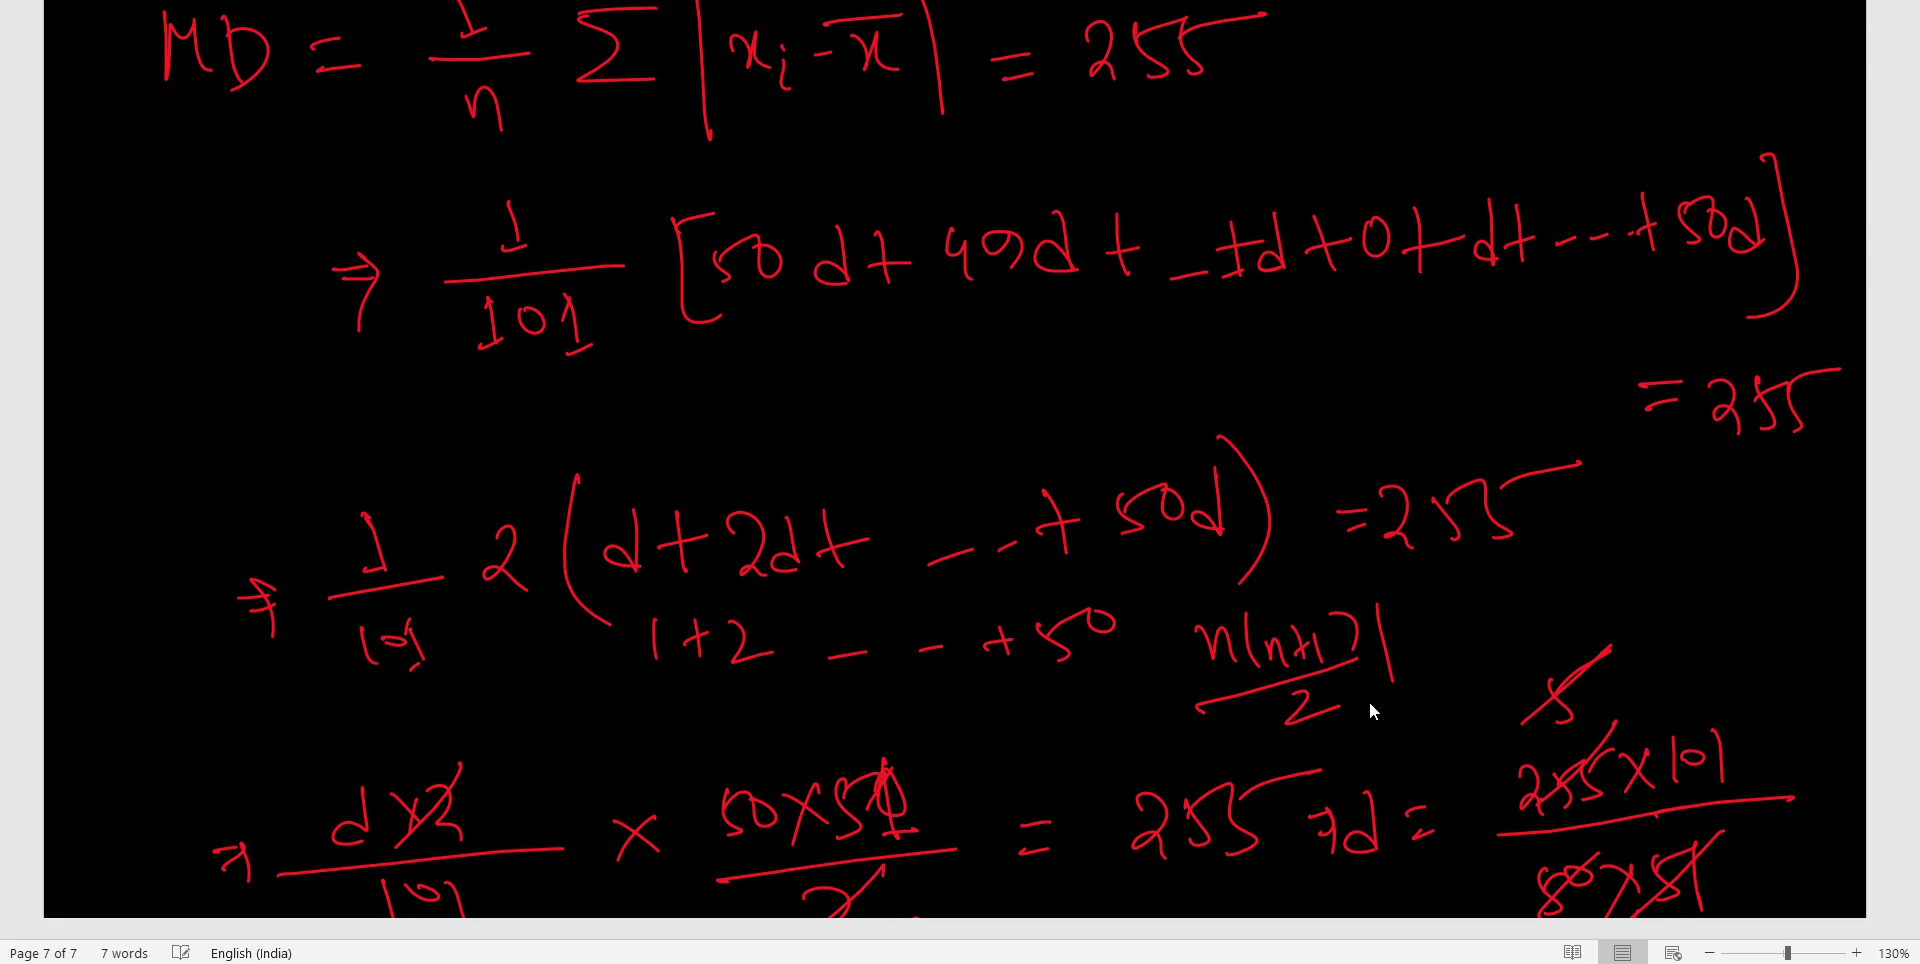 MD = 1/n Σ |xi - x̄| = 255
⇒ 1/101 [50d + 49d + _ + d + 0 + d + --- + 50d]
= 255
⇒ 1/101 2 (d + 2d + - -- + 50d) = 255
1 + 2 - - + 50 n(n+1)/2
5
⇒ d×2/101 × 50×51/2 = 255 ⇒ d = 255×101/50×51
Page 7 of 7 7 words English (India) 130%